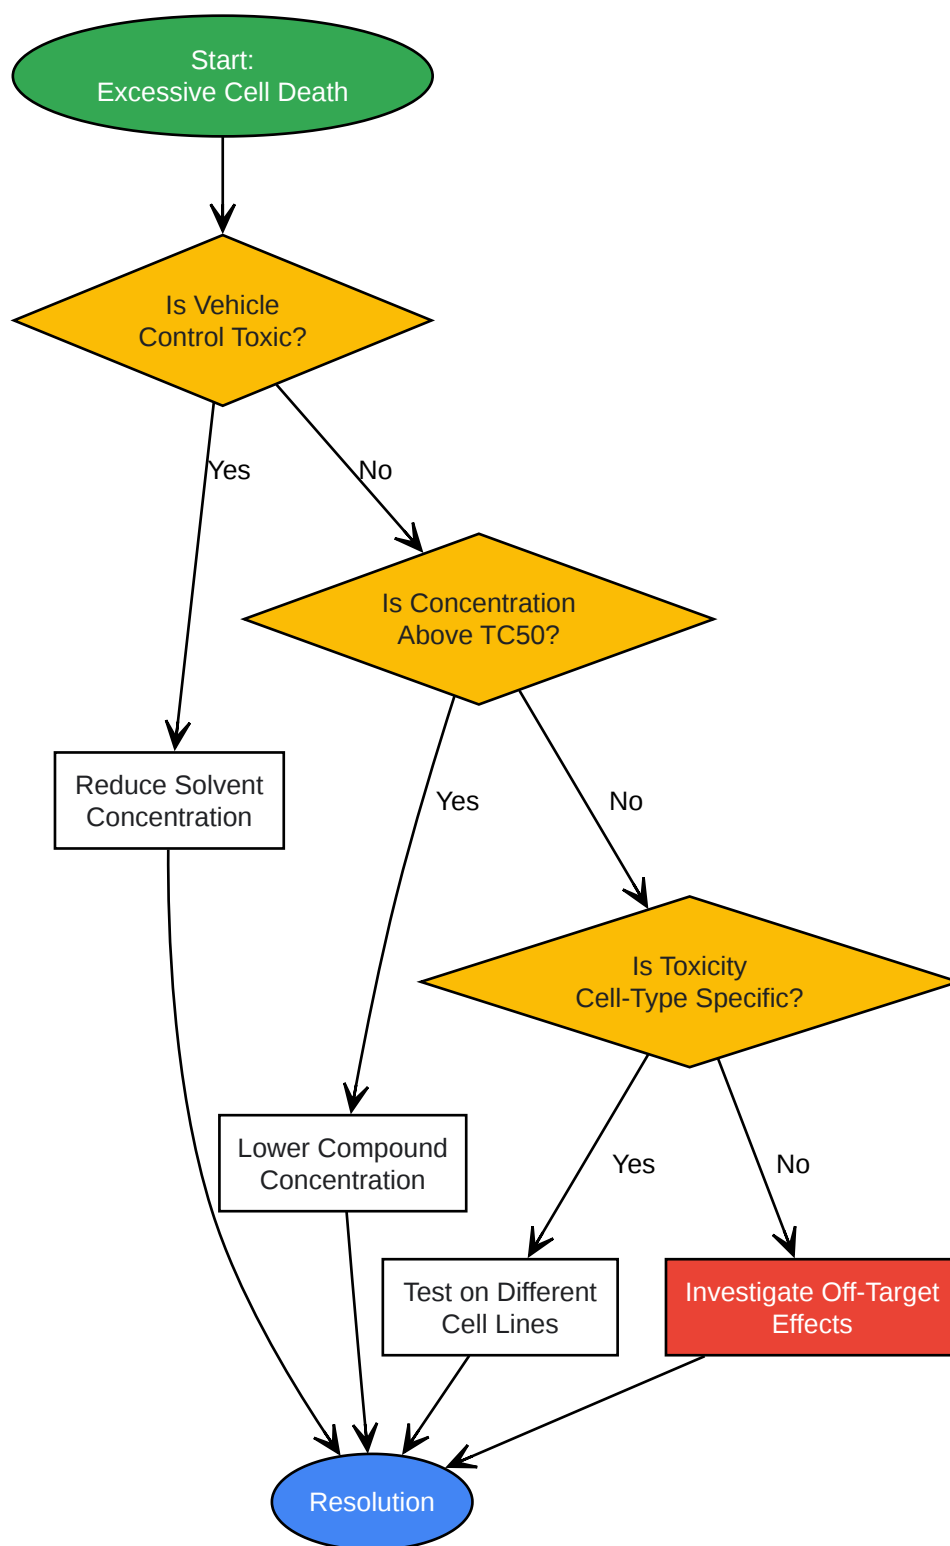 Start:
Excessive Cell Death
Is Vehicle
Control Toxic?
Yes
No
Is Concentration
Above TC50?
Reduce Solvent
Concentration
Yes
No
Is Toxicity
Cell-Type Specific?
Lower Compound
Concentration
Yes
No
Test on Different
Cell Lines
Investigate Off-Target
Effects
Resolution